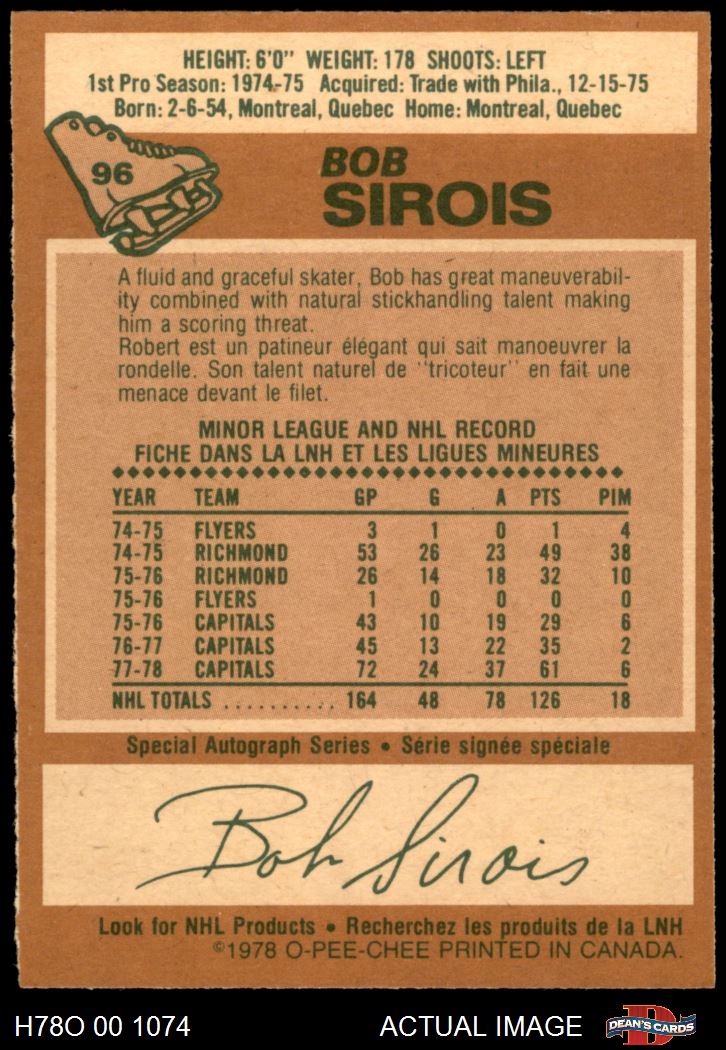 HEIGHT: 6'0" WEIGHT: 178 SHOOTS: LEFT
1st Pro Season: 1974-75 Acquired: Trade with Phila., 12-15-75
Born: 2-6-54, Montreal, Quebec Home: Montreal, Quebec
96
BOB
SIROIS
A fluid and graceful skater, Bob has great maneuverabil-
ity combined with natural stickhandling talent making
him a scoring threat.
Robert est un patineur élégant qui sait manoeuvrer la
rondelle. Son talent naturel de "tricoteur" en fait une
menace devant le filet.
MINOR LEAGUE AND NHL RECORD
FICHE DANS LA LNH ET LES LIGUES MINEURES
YEAR TEAM GP G A PTS PIM
74-75 FLYERS 3 1 0 1 4
74-75 RICHMOND 53 26 23 49 38
75-76 RICHMOND 26 14 18 32 10
75-76 FLYERS 1 0 0 0 0
75-76 CAPITALS 43 10 19 29 6
76-77 CAPITALS 45 13 22 35 2
77-78 CAPITALS 72 24 37 61 6
NHL TOTALS .......... 164 48 78 126 18
Special Autograph Series • Série signée spéciale
Bob Sirois
Look for NHL Products • Recherchez les produits de la LNH
©1978 O-PEE-CHEE PRINTED IN CANADA.
H78O 00 1074 ACTUAL IMAGE D DEAN'S CARDS